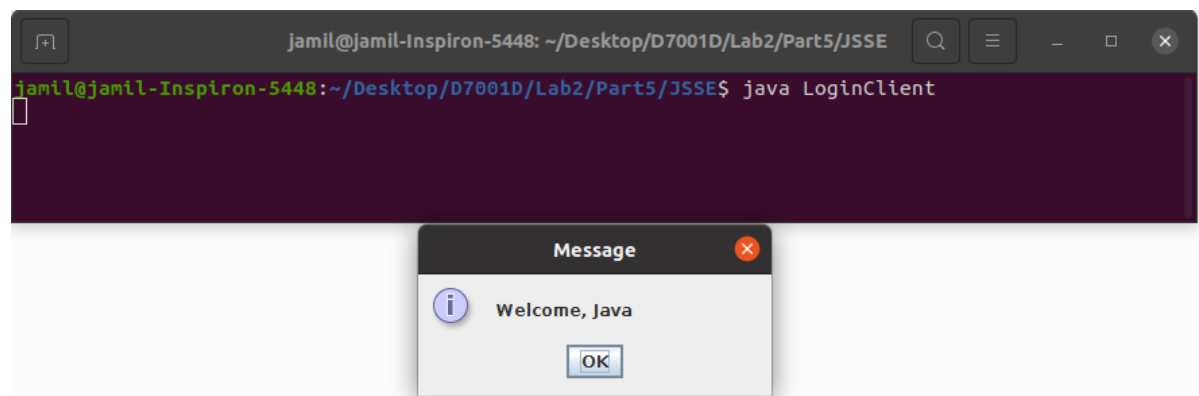 jamil@jamil-Inspiron-5448: ~/Desktop/D7001D/Lab2/Part5/JSSE
jamil@jamil-Inspiron-5448:~/Desktop/D7001D/Lab2/Part5/JSSE$ java LoginClient
Message
i
Welcome, Java
OK